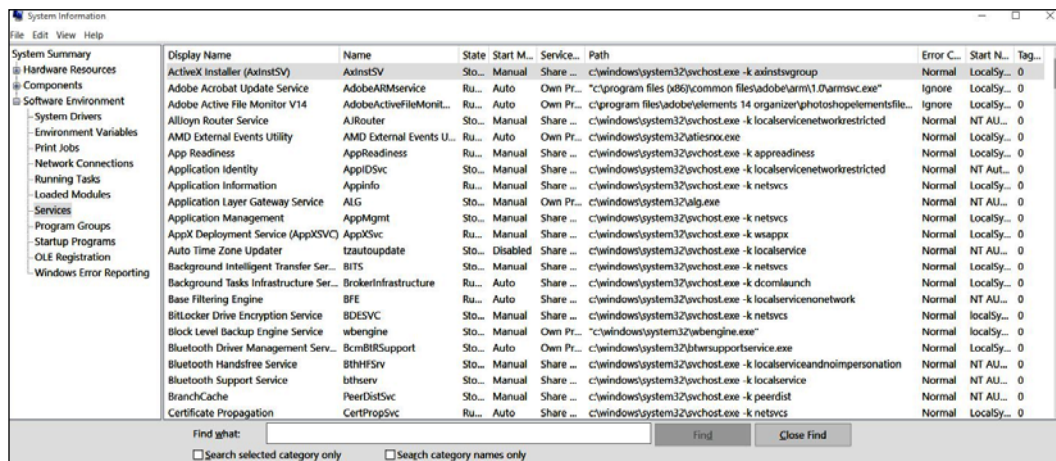 System Information
File Edit View Help
System Summary
Hardware Resources
Components
Software Environment
System Drivers
Environment Variables
Print Jobs
Network Connections
Running Tasks
Loaded Modules
Services
Program Groups
Startup Programs
OLE Registration
Windows Error Reporting
Display Name Name State Start M... Service... Path Error C... Start N... Tag...
ActiveX Installer (AxInstSV) AxInstSV Sto... Manual Share ... c:\windows\system32\svchost.exe -k axinstsvgroup Normal LocalSy... 0
Adobe Acrobat Update Service AdobeARMservice Ru... Auto Own Pr... "c:\program files (x86)\common files\adobe\arm\1.0\armsvc.exe" Ignore LocalSy... 0
Adobe Active File Monitor V14 AdobeActiveFileMonit... Ru... Auto Own Pr... c:\program files\adobe\elements 14 organizer\photoshopelementsfile... Ignore LocalSy... 0
AllJoyn Router Service AJRouter Sto... Manual Share ... c:\windows\system32\svchost.exe -k localservicenetworkrestricted Normal NT AU... 0
AMD External Events Utility AMD External Events U... Ru... Auto Own Pr... c:\windows\system32\atiesrxx.exe Normal LocalSy... 0
App Readiness AppReadiness Ru... Manual Share ... c:\windows\system32\svchost.exe -k appreadiness Normal LocalSy... 0
Application Identity AppIDSvc Sto... Manual Share ... c:\windows\system32\svchost.exe -k localservicenetworkrestricted Normal NT Aut... 0
Application Information Appinfo Ru... Manual Share ... c:\windows\system32\svchost.exe -k netsvcs Normal LocalSy... 0
Application Layer Gateway Service ALG Sto... Manual Own Pr... c:\windows\system32\alg.exe Normal NT AU... 0
Application Management AppMgmt Sto... Manual Share ... c:\windows\system32\svchost.exe -k netsvcs Normal LocalSy... 0
AppX Deployment Service (AppXSVC) AppXSvc Ru... Manual Share ... c:\windows\system32\svchost.exe -k wsappx Normal LocalSy... 0
Auto Time Zone Updater tzautoupdate Sto... Disabled Share ... c:\windows\system32\svchost.exe -k localservice Normal NT AU... 0
Background Intelligent Transfer Ser... BITS Sto... Manual Share ... c:\windows\system32\svchost.exe -k netsvcs Normal LocalSy... 0
Background Tasks Infrastructure Ser... BrokerInfrastructure Ru... Auto Share ... c:\windows\system32\svchost.exe -k dcomlaunch Normal LocalSy... 0
Base Filtering Engine BFE Ru... Auto Share ... c:\windows\system32\svchost.exe -k localservicenonetwork Normal NT AU... 0
BitLocker Drive Encryption Service BDESVC Sto... Manual Share ... c:\windows\system32\svchost.exe -k netsvcs Normal localSy... 0
Block Level Backup Engine Service wbengine Sto... Manual Own Pr... "c:\windows\system32\wbengine.exe" Normal localSy... 0
Bluetooth Driver Management Serv... BcmBtRSupport Sto... Auto Own Pr... c:\windows\system32\btwrsupportservice.exe Normal LocalSy... 0
Bluetooth Handsfree Service BthHFSrv Sto... Manual Share ... c:\windows\system32\svchost.exe -k localserviceandnoimpersonation Normal NT AU... 0
Bluetooth Support Service bthserv Sto... Manual Share ... c:\windows\system32\svchost.exe -k localservice Normal NT AU... 0
BranchCache PeerDistSvc Sto... Manual Share ... c:\windows\system32\svchost.exe -k peerdist Normal NT AU... 0
Certificate Propagation CertPropSvc Ru... Auto Share ... c:\windows\system32\svchost.exe -k netsvcs Normal LocalSy... 0
Find what: Find Close Find
Search selected category only Search category names only